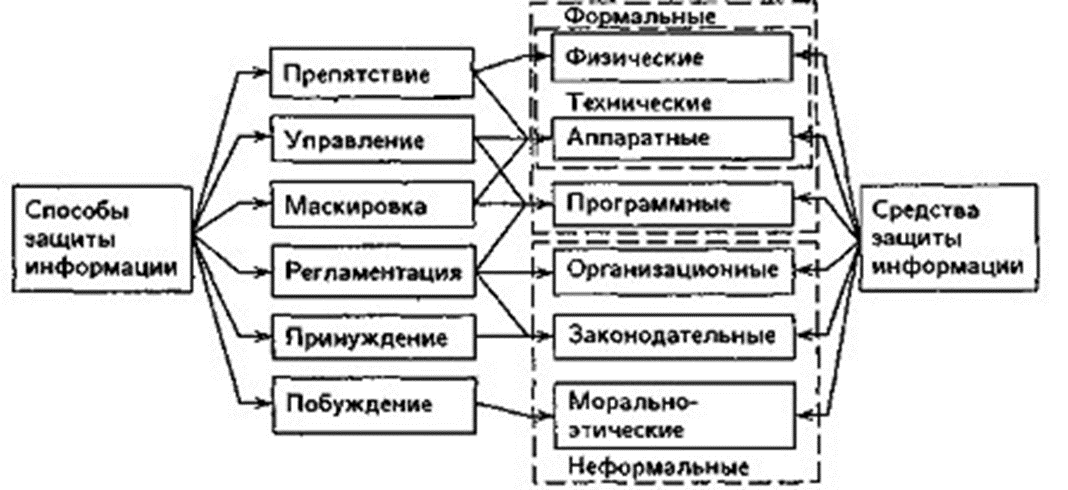 Способы
защиты
информации
Препятствие
Управление
Маскировка
Регламентация
Принуждение
Побуждение
Формальные
Физические
Технические
Аппаратные
Программные
Организационные
Законодательные
Морально-
этические
Неформальные
Средства
защиты
информации